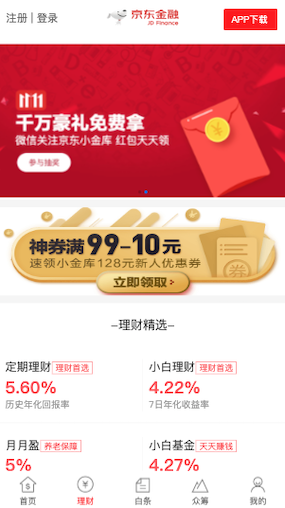 注册 | 登录
京东金融
JD Finance
APP下载
11.11
千万豪礼免费拿
微信关注京东小金库 红包天天领
参与抽奖
¥
神券满99-10元
速领小金库128元新人优惠券
立即领取>
券
–理财精选–
定期理财 理财首选
小白理财 理财首选
5.60%
4.22%
历史年化回报率
7日年化收益率
月月盈 养老保障
小白基金 天天赚钱
5%
4.27%
首页
理财
白条
众筹
我的